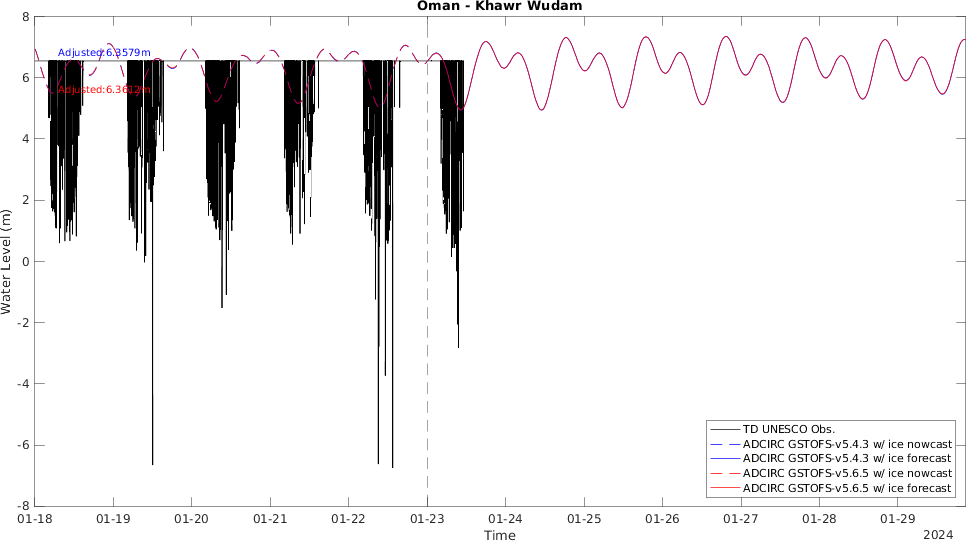 Oman - Khawr Wudam
8
6
4
2
0
-2
-4
-6
-8
Water Level (m)
Adjusted:6.3579m
Adjusted:6.3612m
TD UNESCO Obs.
ADCIRC GSTOFS-v5.4.3 w/ ice nowcast
ADCIRC GSTOFS-v5.4.3 w/ ice forecast
ADCIRC GSTOFS-v5.6.5 w/ ice nowcast
ADCIRC GSTOFS-v5.6.5 w/ ice forecast
01-18 01-19 01-20 01-21 01-22 01-23 01-24 01-25 01-26 01-27 01-28 01-29
Time
2024